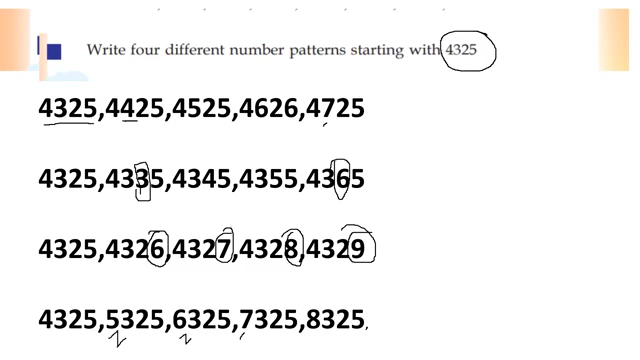 Write four different number patterns starting with 4325
4325,4425,4525,4626,4725
4325,4335,4345,4355,4365
4325,4326,4327,4328,4329
4325,5325,6325,7325,8325